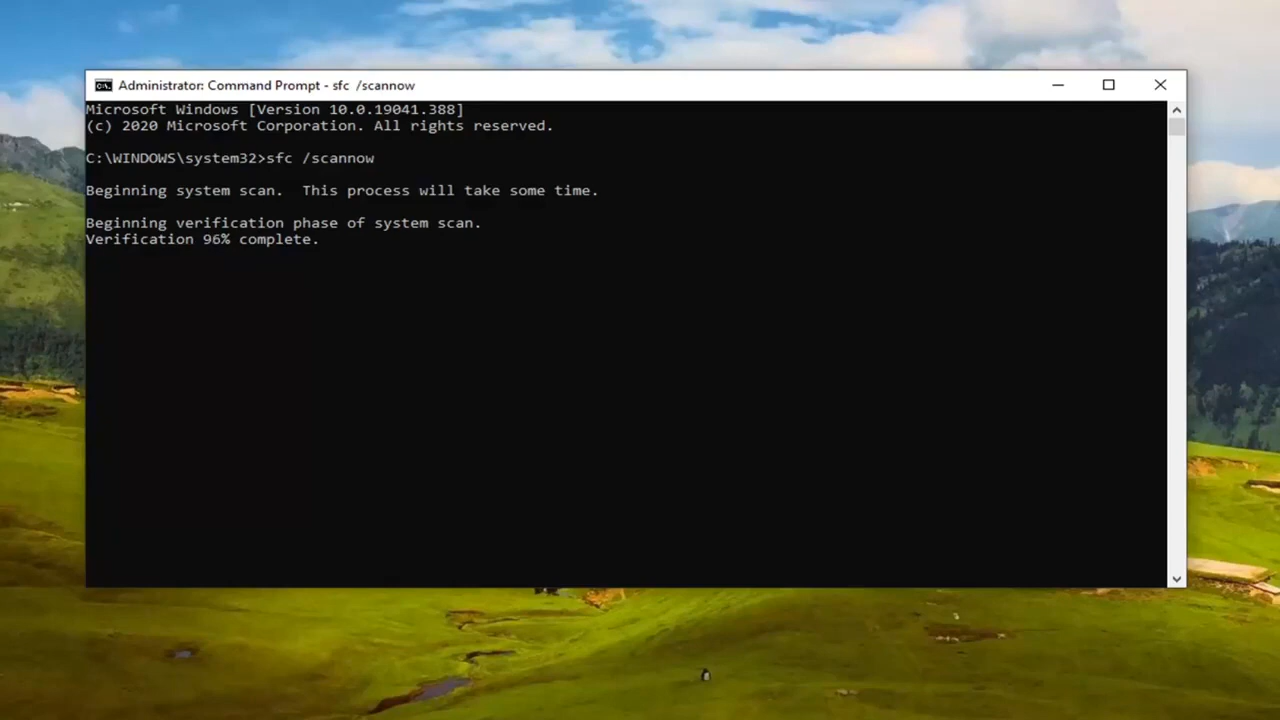 Administrator: Command Prompt - sfc  /scannow
Microsoft Windows [Version 10.0.19041.388]
(c) 2020 Microsoft Corporation. All rights reserved.
C:\WINDOWS\system32>sfc /scannow
Beginning system scan.  This process will take some time.
Beginning verification phase of system scan.
Verification 96% complete.